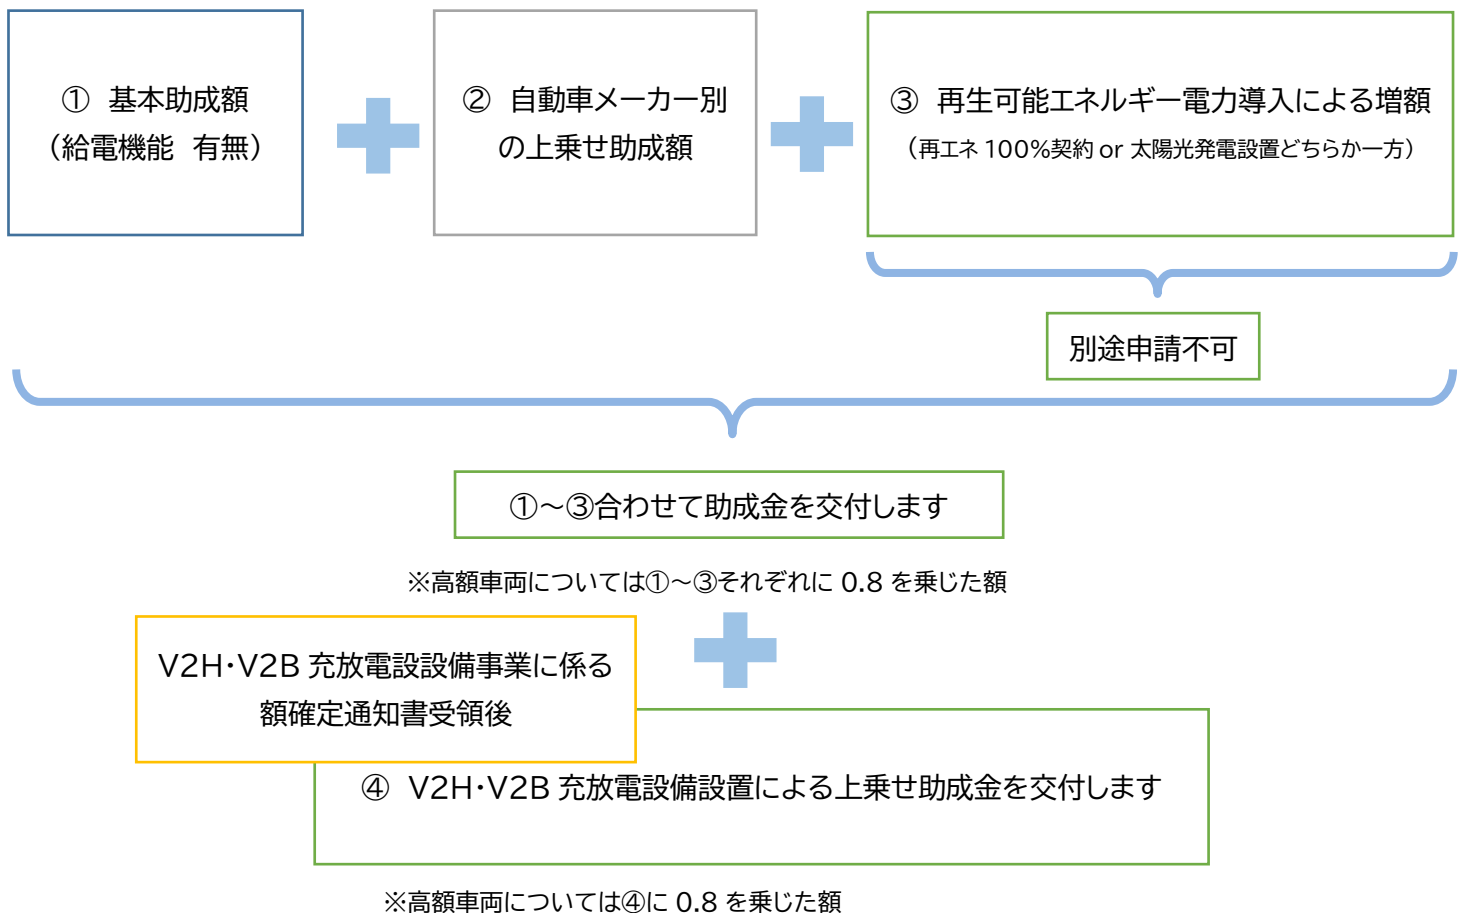 ① 基本助成額
（給電機能 有無）
② 自動車メーカー別
の上乗せ助成額
③ 再生可能エネルギー電力導入による増額
（再エネ 100%契約 or 太陽光発電設置どちらか一方）
別途申請不可
①～③合わせて助成金を交付します
※高額車両については①～③それぞれに 0.8 を乗じた額
V2H・V2B 充放電設設備事業に係る
額確定通知書受領後
④ V2H・V2B 充放電設備設置による上乗せ助成金を交付します
※高額車両については④に 0.8 を乗じた額